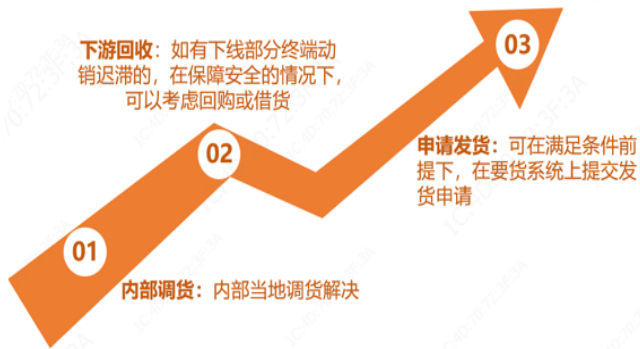 下游回收：如有下线部分终端动
销迟滞的，在保障安全的情况下，
可以考虑回购或借货
03
02
申请发货：可在满足条件前
提下，在要货系统上提交发
货申请
01
内部调货：内部当地调货解决